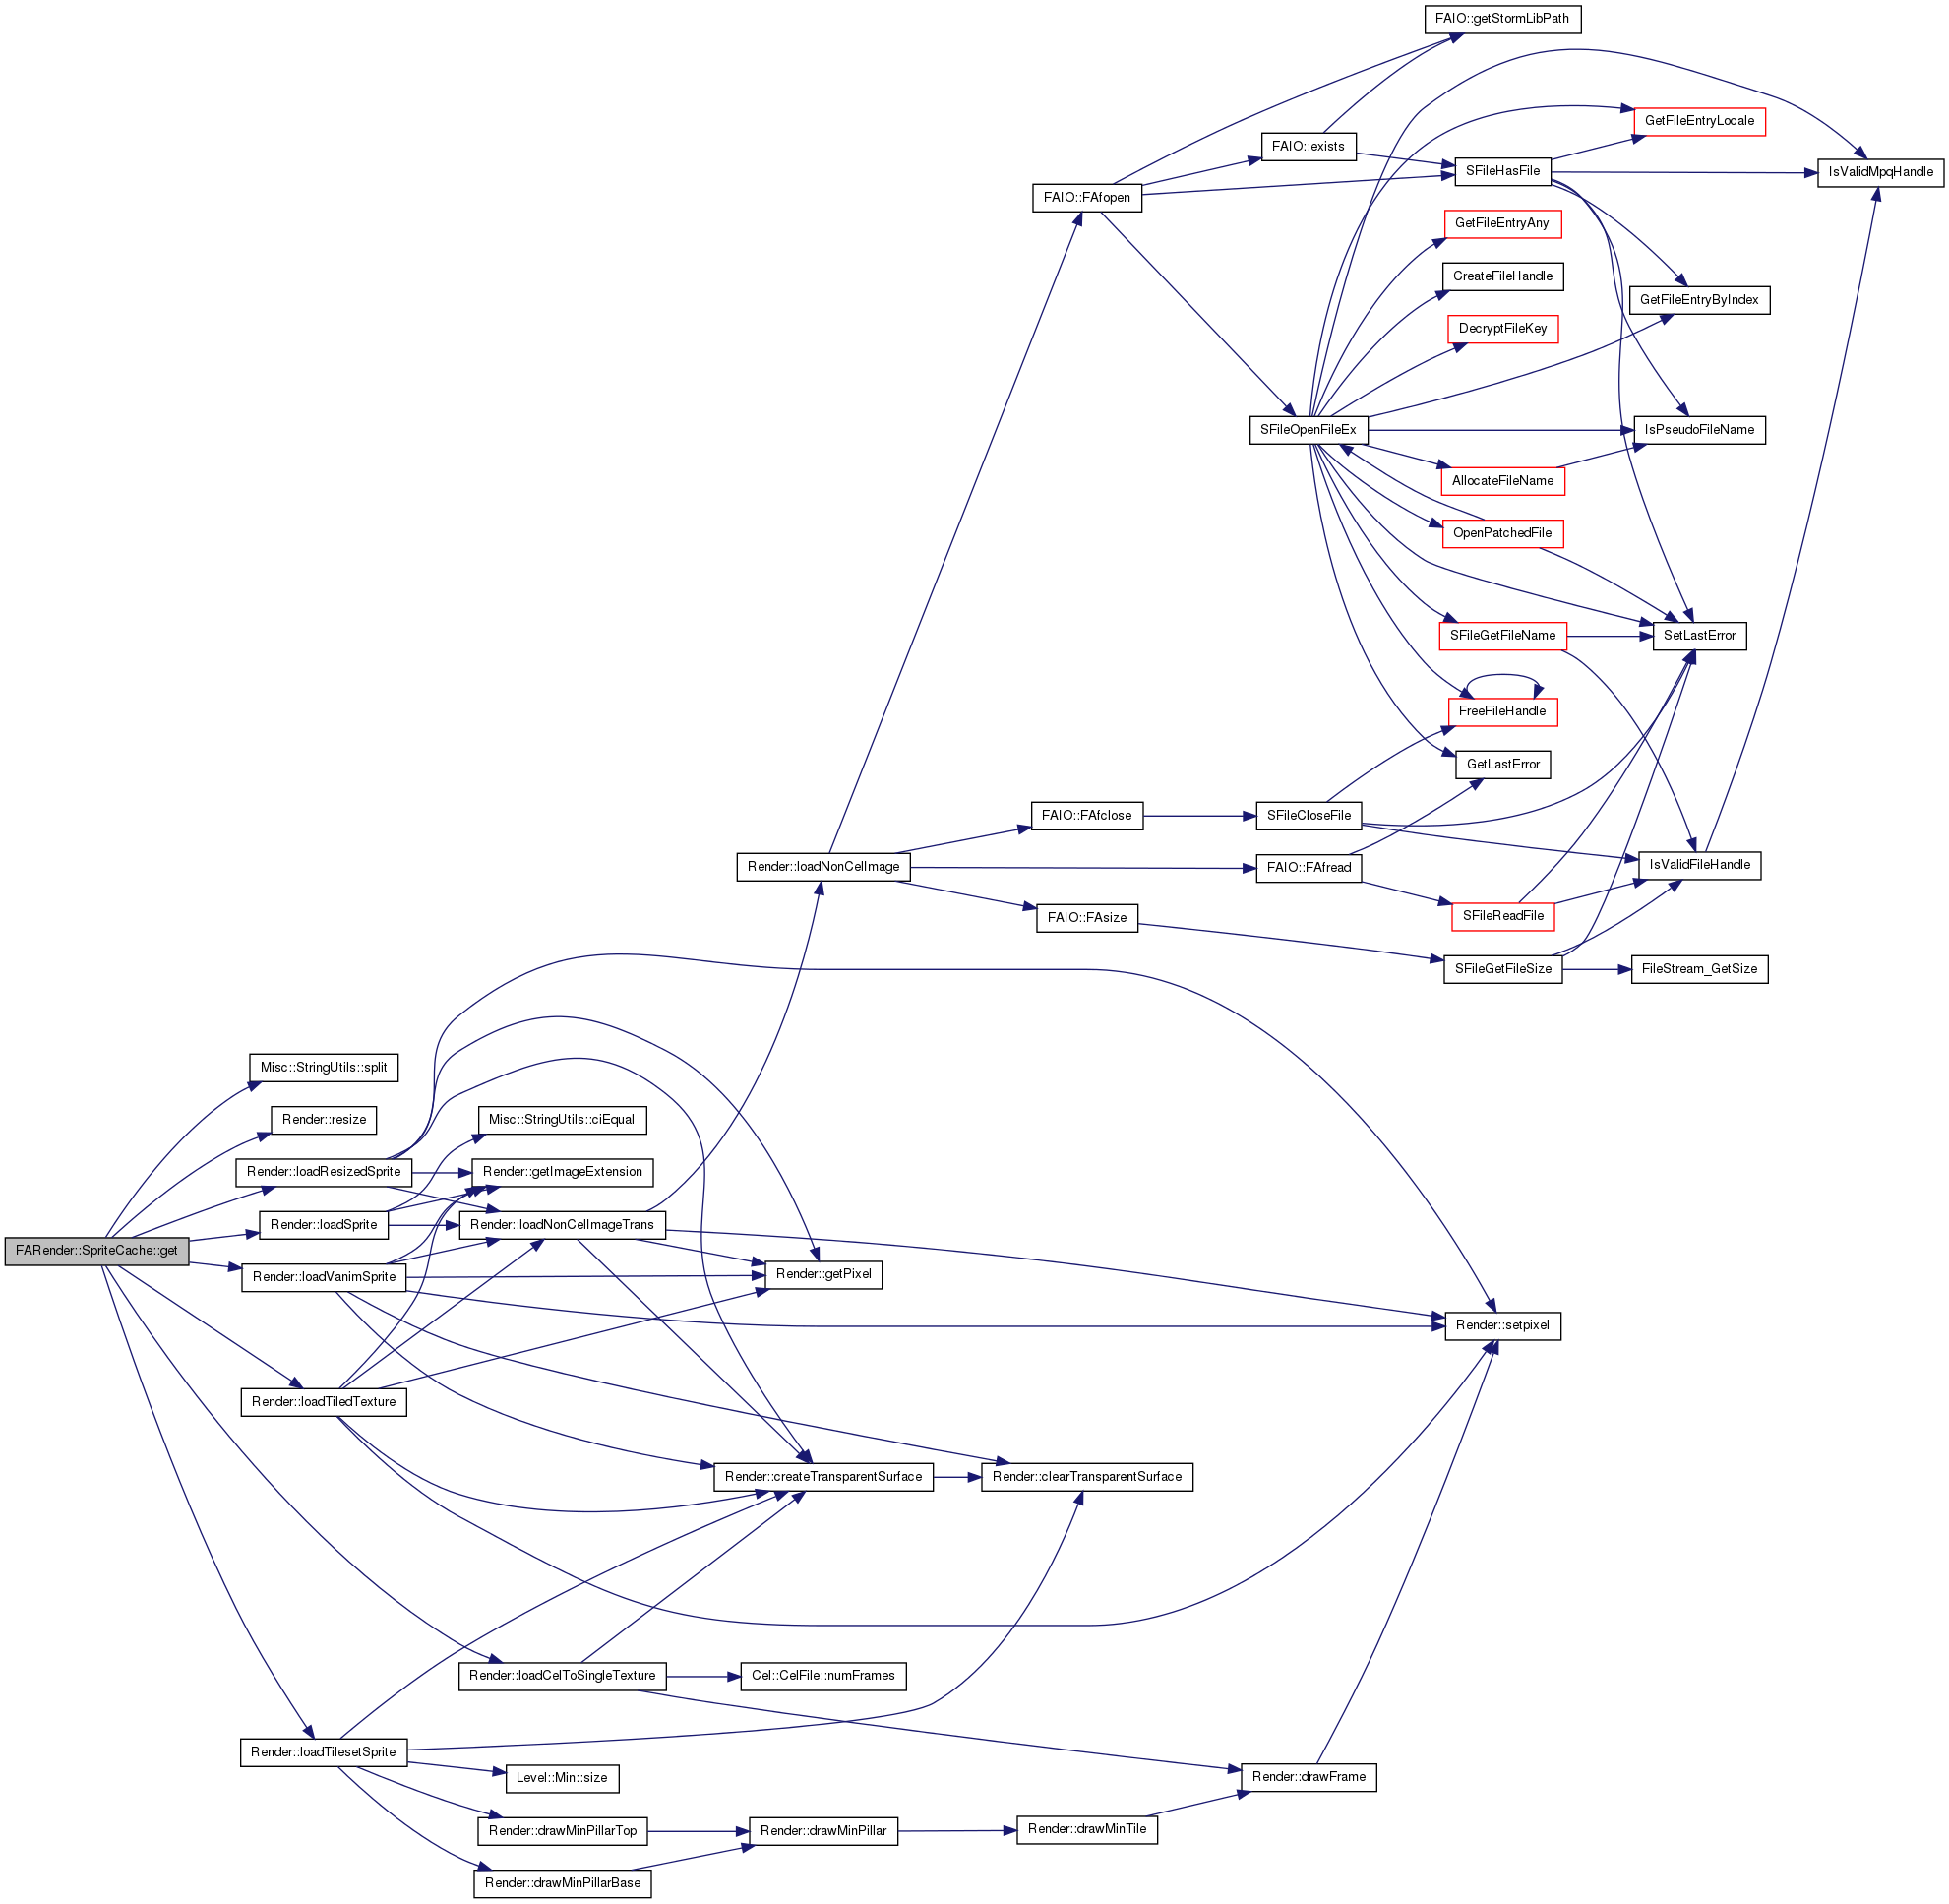 FAIO::getStormLibPath
GetFileEntryLocale
FAIO::exists
SFileHasFile
IsValidMpqHandle
FAIO::FAfopen
GetFileEntryAny
CreateFileHandle
GetFileEntryByIndex
DecryptFileKey
SFileOpenFileEx
IsPseudoFileName
AllocateFileName
OpenPatchedFile
SFileGetFileName
SetLastError
FreeFileHandle
GetLastError
FAIO::FAfclose
SFileCloseFile
Render::loadNonCelImage
FAIO::FAfread
IsValidFileHandle
FAIO::FAsize
SFileReadFile
SFileGetFileSize
FileStream_GetSize
Misc::StringUtils::split
Render::resize
Misc::StringUtils::ciEqual
Render::loadResizedSprite
Render::getImageExtension
Render::loadSprite
Render::loadNonCelImageTrans
FARender::SpriteCache::get
Render::loadVanimSprite
Render::getPixel
Render::setpixel
Render::loadTiledTexture
Render::createTransparentSurface
Render::clearTransparentSurface
Render::loadCelToSingleTexture
Cel::CelFile::numFrames
Render::loadTilesetSprite
Level::Min::size
Render::drawFrame
Render::drawMinPillarTop
Render::drawMinPillar
Render::drawMinTile
Render::drawMinPillarBase